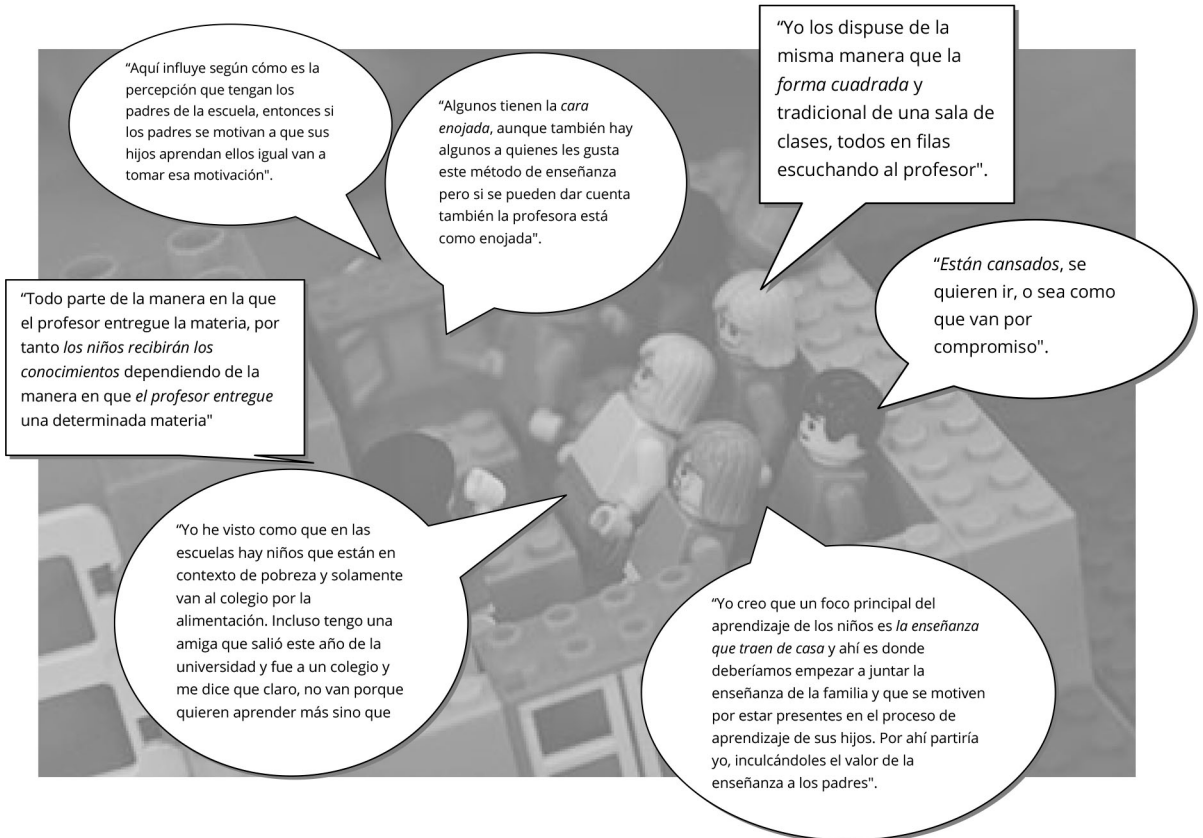 “Aquí influye según cómo es la
percepción que tengan los
padres de la escuela, entonces si
los padres se motivan a que sus
hijos aprendan ellos igual van a
tomar esa motivación".
“Algunos tienen la cara
enojada, aunque también hay
algunos a quienes les gusta
este método de enseñanza
pero si se pueden dar cuenta
también la profesora está
como enojada".
“Yo los dispuse de la
misma manera que la
forma cuadrada y
tradicional de una sala de
clases, todos en filas
escuchando al profesor".
“Están cansados, se
quieren ir, o sea como
que van por
compromiso".
“Todo parte de la manera en la que
el profesor entregue la materia, por
tanto los niños recibirán los
conocimientos dependiendo de la
manera en que el profesor entregue
una determinada materia"
“Yo he visto como que en las
escuelas hay niños que están en
contexto de pobreza y solamente
van al colegio por la
alimentación. Incluso tengo una
amiga que salió este año de la
universidad y fue a un colegio y
me dice que claro, no van porque
quieren aprender más sino que
“Yo creo que un foco principal del
aprendizaje de los niños es la enseñanza
que traen de casa y ahí es donde
deberíamos empezar a juntar la
enseñanza de la familia y que se motiven
por estar presentes en el proceso de
aprendizaje de sus hijos. Por ahí partiría
yo, inculcándoles el valor de la
enseñanza a los padres".